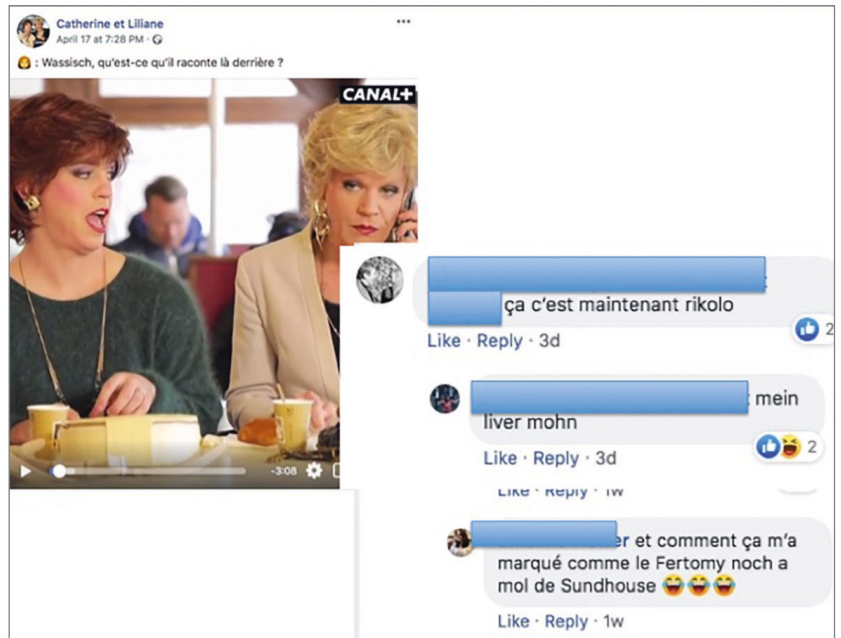 Catherine et Liliane
April 17 at 7:28 PM ·
: Wassisch, qu'est-ce qu'il raconte là derrière ?
CANAL+
-3:08
ça c'est maintenant rikolo
2
Like · Reply · 3d
mein
liver mohn
2
Like · Reply · 3d
Like · Reply · 1w
er et comment ça m'a
marqué comme le Fertomy noch a
mol de Sundhouse 😂😂😂
Like · Reply · 1w